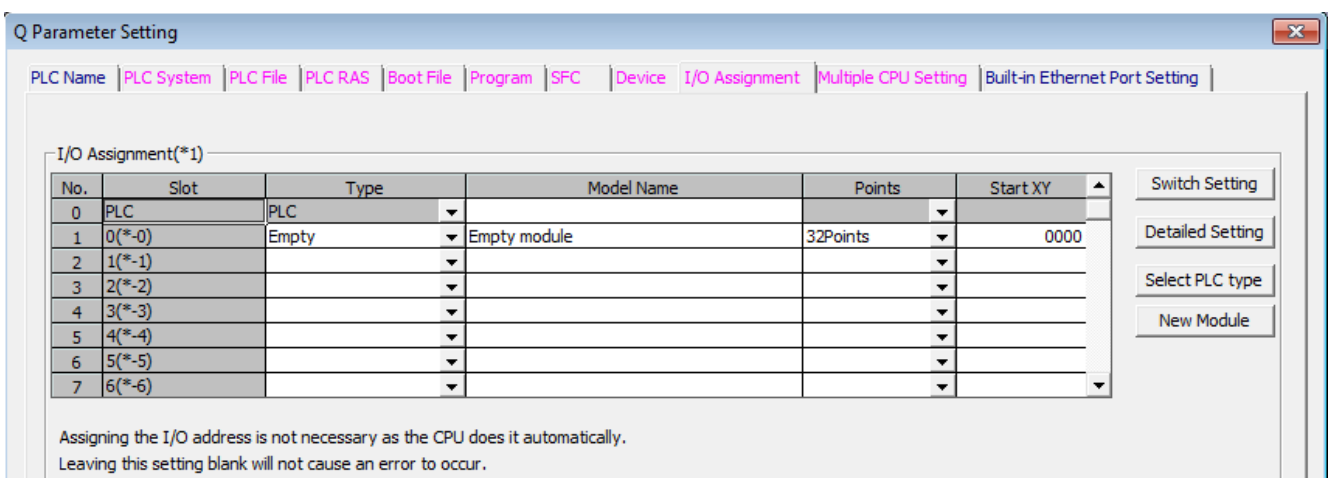 Q Parameter Setting
PLC Name PLC System PLC File PLC RAS Boot File Program SFC Device I/O Assignment Multiple CPU Setting Built-in Ethernet Port Setting
I/O Assignment(*1)
No. Slot Type Model Name Points Start XY
0 PLC PLC
1 0(*-0) Empty Empty module 32Points 0000
2 1(*-1)
3 2(*-2)
4 3(*-3)
5 4(*-4)
6 5(*-5)
7 6(*-6)
Switch Setting
Detailed Setting
Select PLC type
New Module
Assigning the I/O address is not necessary as the CPU does it automatically.
Leaving this setting blank will not cause an error to occur.